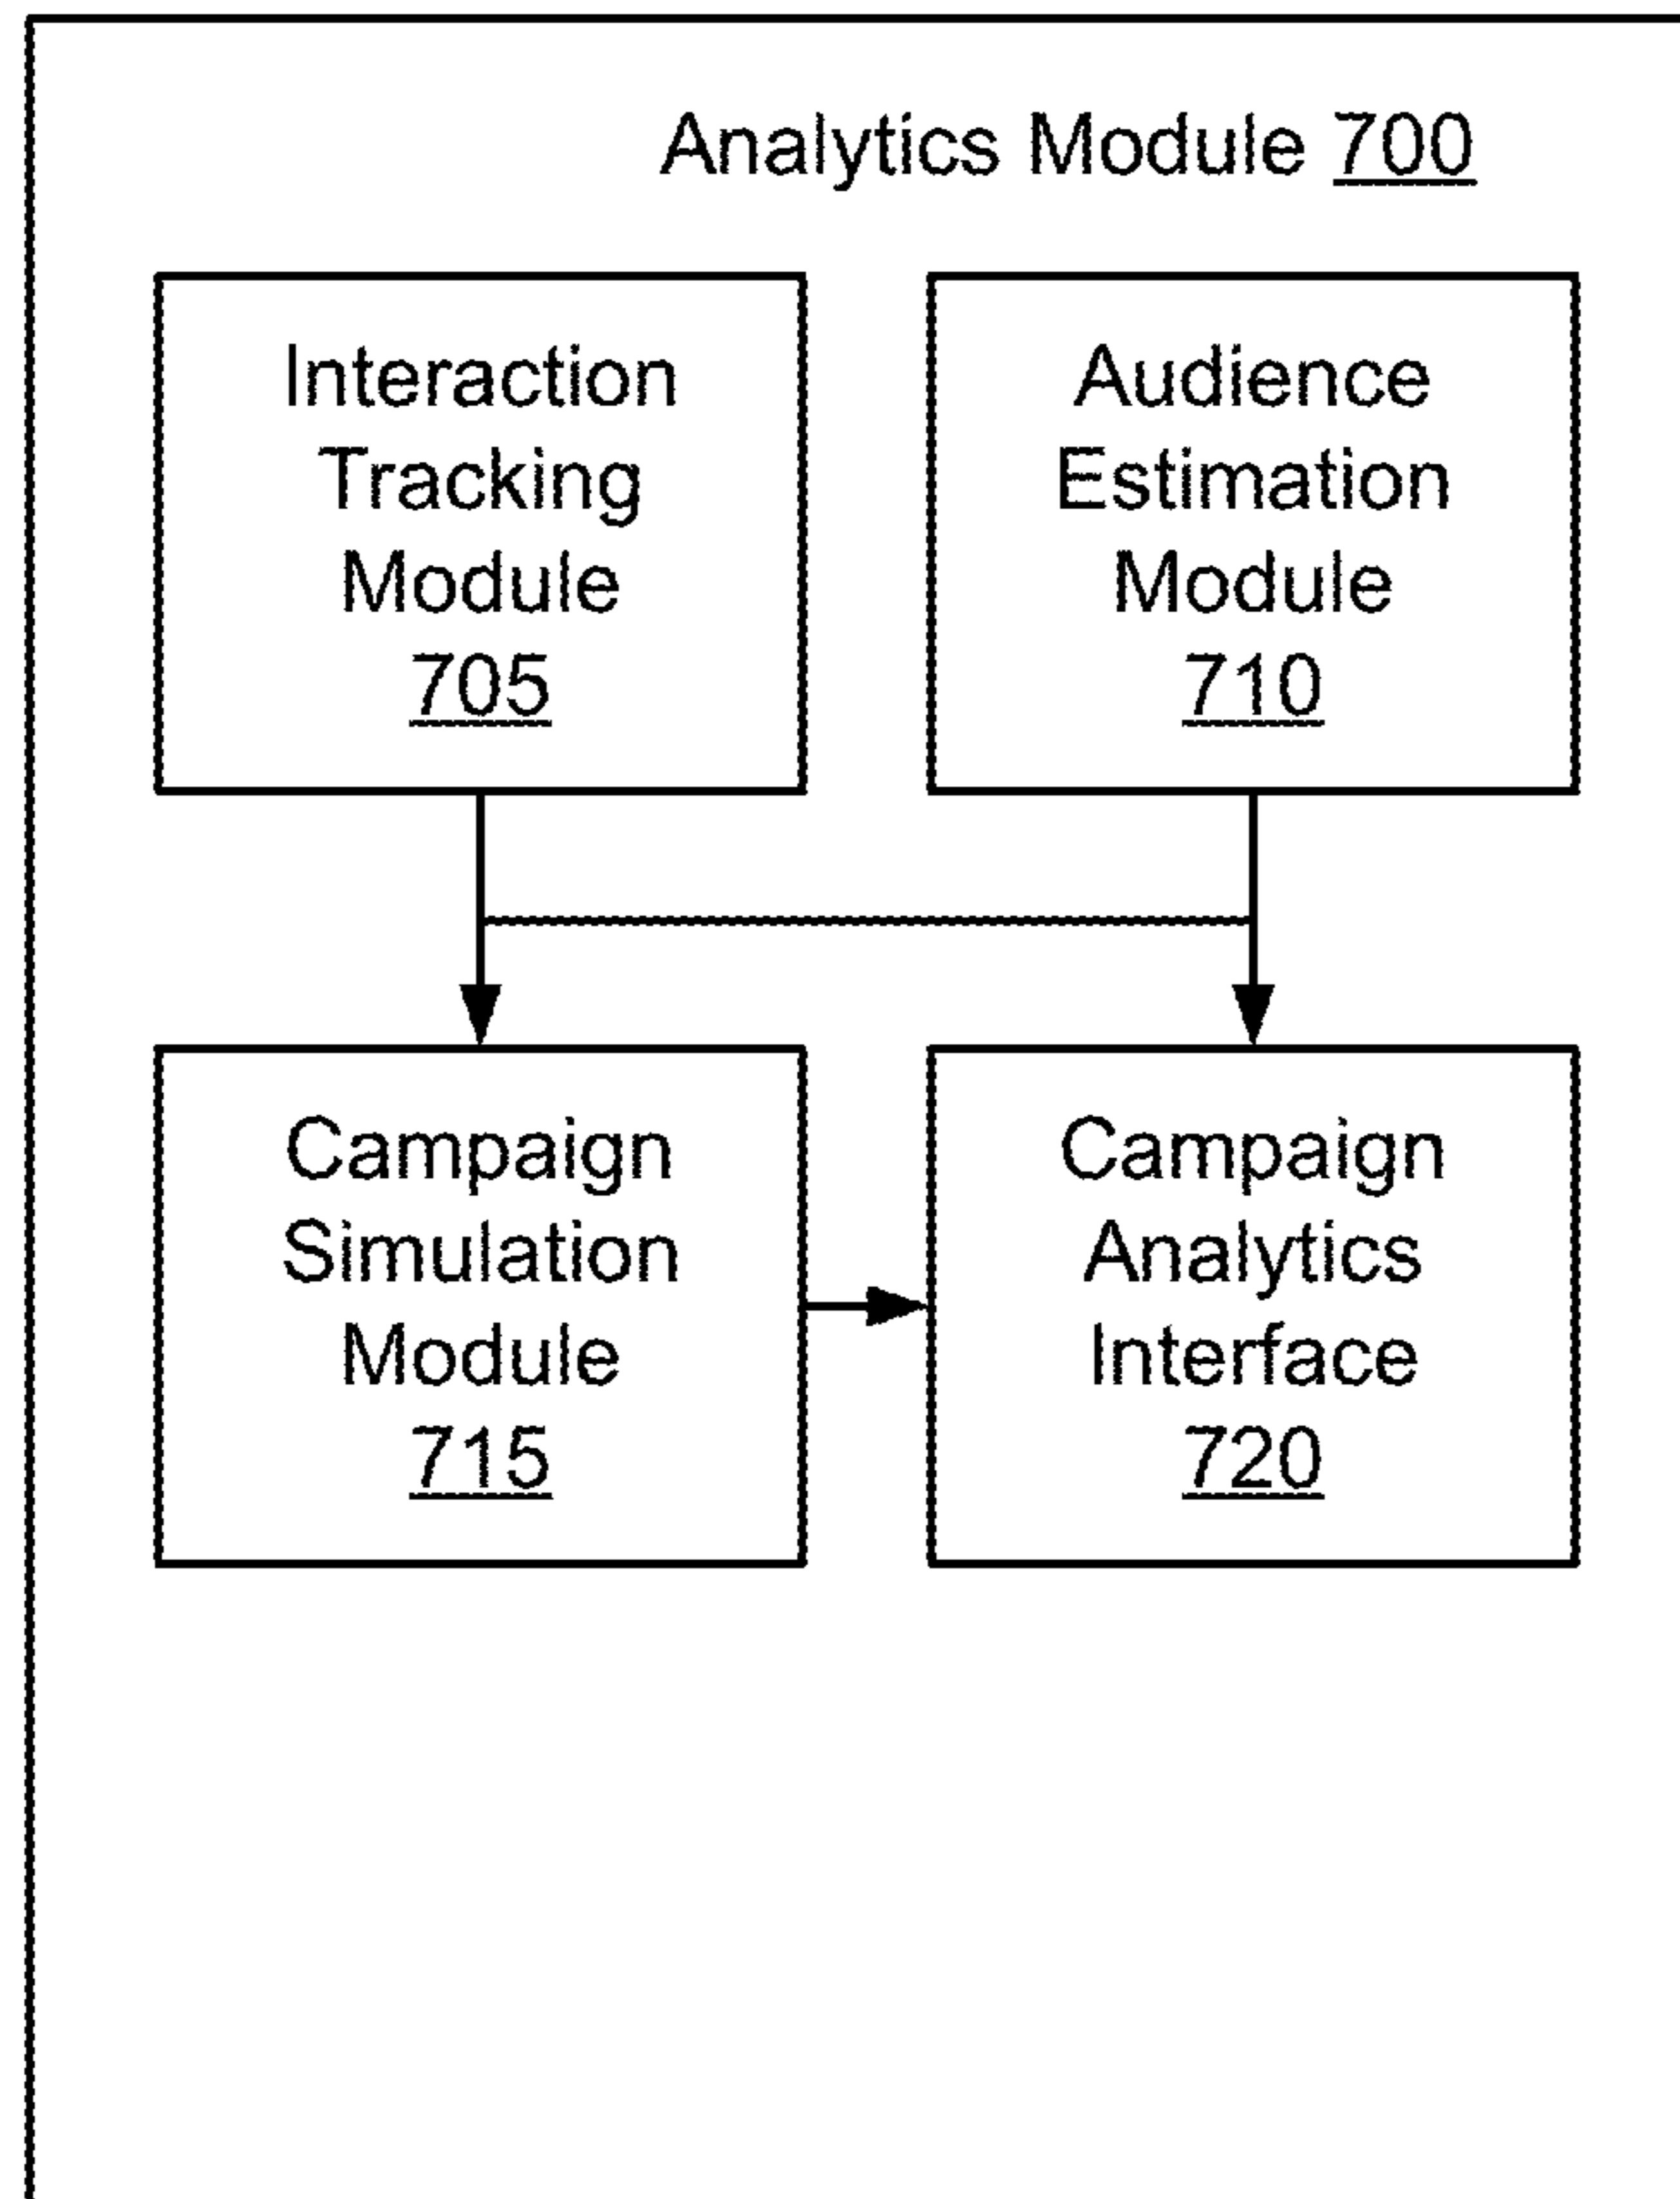 Analytics Module 700
Interaction
Tracking
Module
705
Audience
Estimation
Module
710
Campaign
Simulation
Module
715
Campaign
Analytics
Interface
720